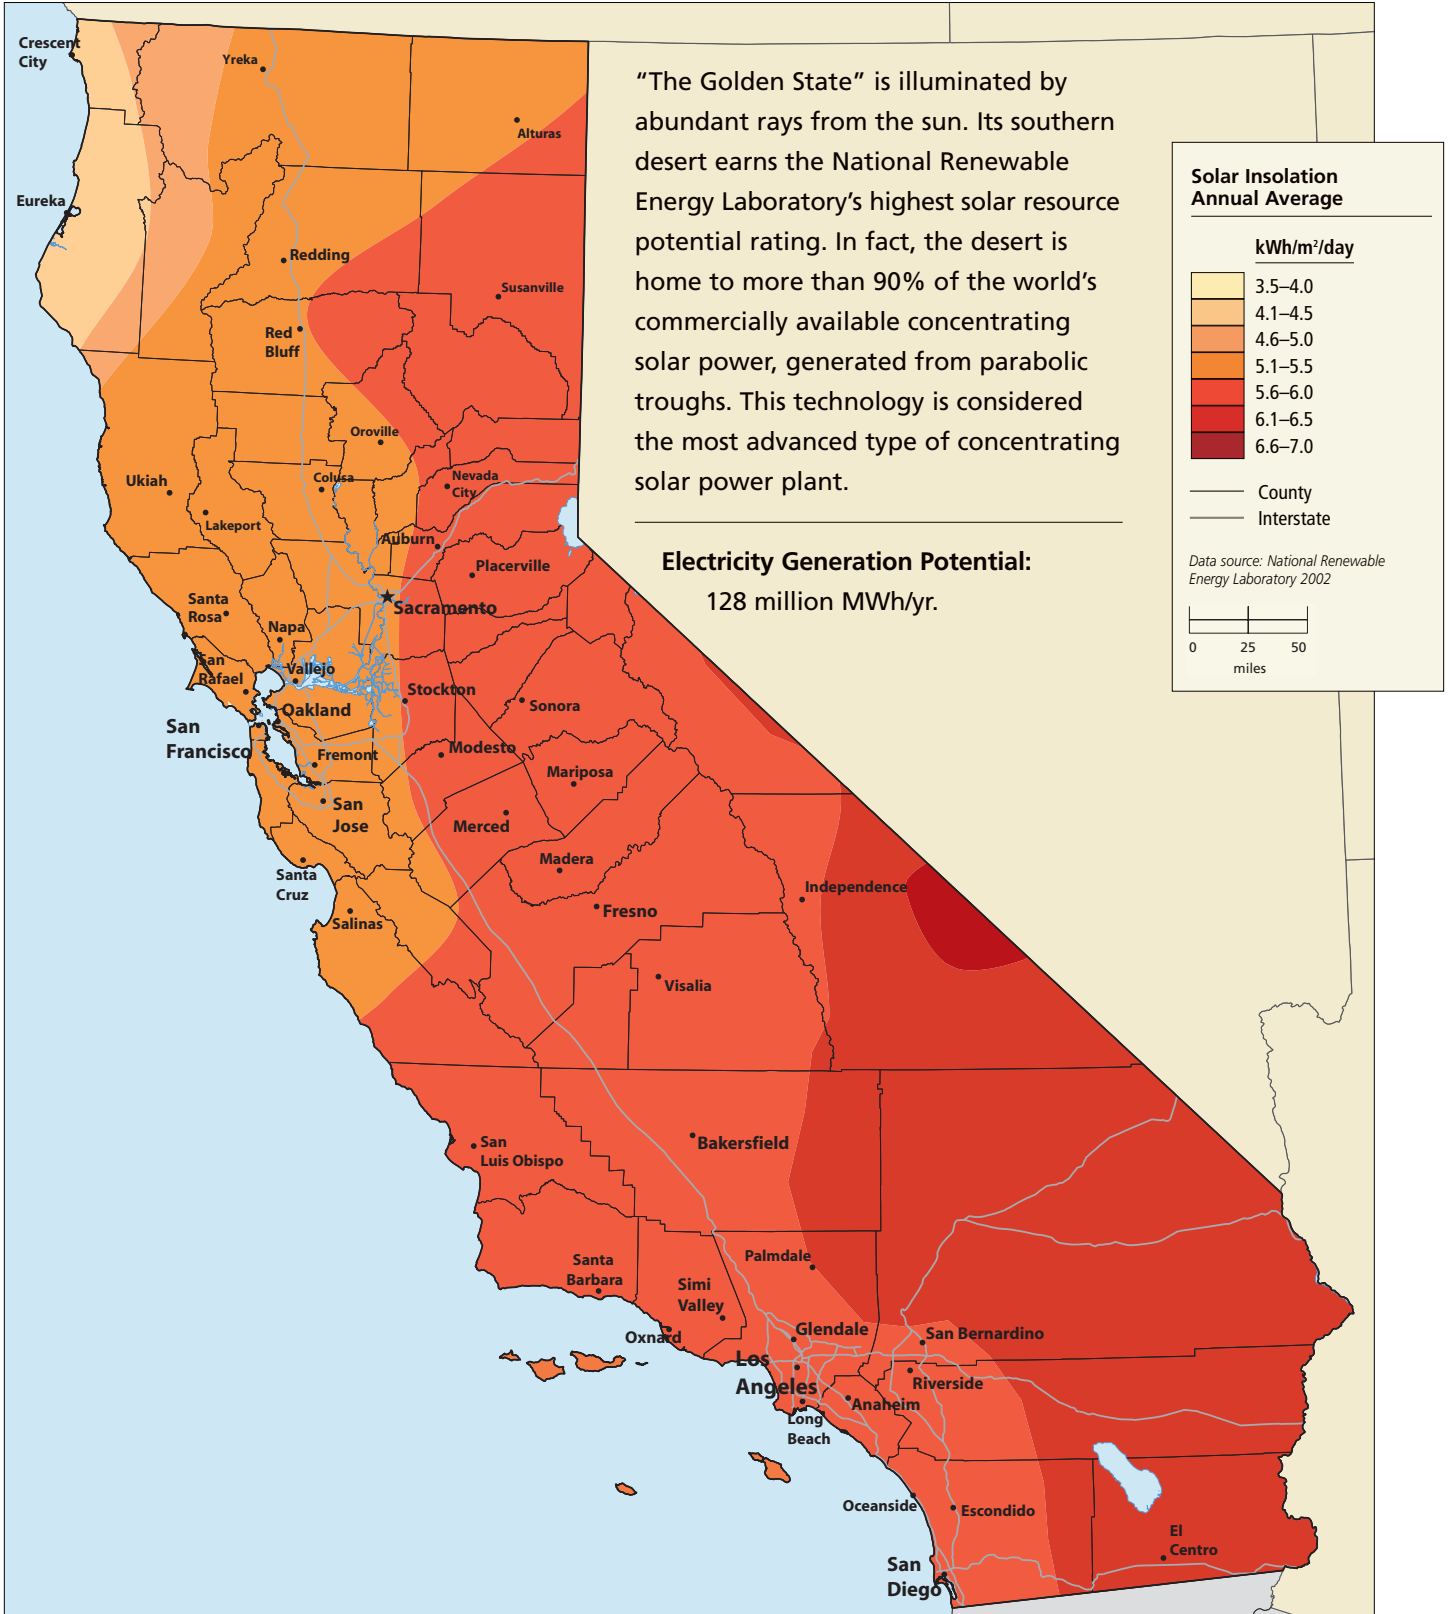 “The Golden State” is illuminated by
abundant rays from the sun. Its southern
desert earns the National Renewable
Energy Laboratory’s highest solar resource
potential rating. In fact, the desert is
home to more than 90% of the world’s
commercially available concentrating
solar power, generated from parabolic
troughs. This technology is considered
the most advanced type of concentrating
solar power plant.
Electricity Generation Potential:
128 million MWh/yr.
Solar Insolation
Annual Average
kWh/m²/day
3.5–4.0
4.1–4.5
4.6–5.0
5.1–5.5
5.6–6.0
6.1–6.5
6.6–7.0
County
Interstate
Data source: National Renewable
Energy Laboratory 2002
0 25 50
miles
Crescent
City
Yreka
Alturas
Eureka
Redding
Susanville
Red
Bluff
Oroville
Ukiah
Colusa
Nevada
City
Lakeport
Auburn
Placerville
Santa
Rosa
Sacramento
Napa
San
Rafael
Vallejo
Stockton
Oakland
Sonora
San
Francisco
Fremont
Modesto
Mariposa
San
Jose
Merced
Madera
Santa
Cruz
Independence
Salinas
Fresno
Visalia
San
Luis Obispo
Bakersfield
Santa
Barbara
Palmdale
Simi
Valley
Oxnard
Glendale
San Bernardino
Los
Angeles
Riverside
Anaheim
Long
Beach
Oceanside
Escondido
El
Centro
San
Diego